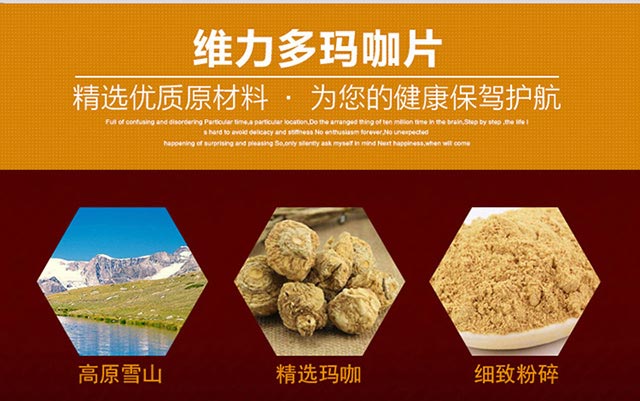 维力多玛咖片
精选优质原材料 · 为您的健康保驾护航
Full of confusing and disordering Particular time,a particular location,Do the arranged thing of ten million time in the brain,Step by step ,the life I
s hard to avoid delicacy and stiffness No enthusiasm forever,No unexpected
happening of surprising and pleasing So,only silently ask myself in mind Next happiness,when will come
高原雪山
精选玛咖
细致粉碎